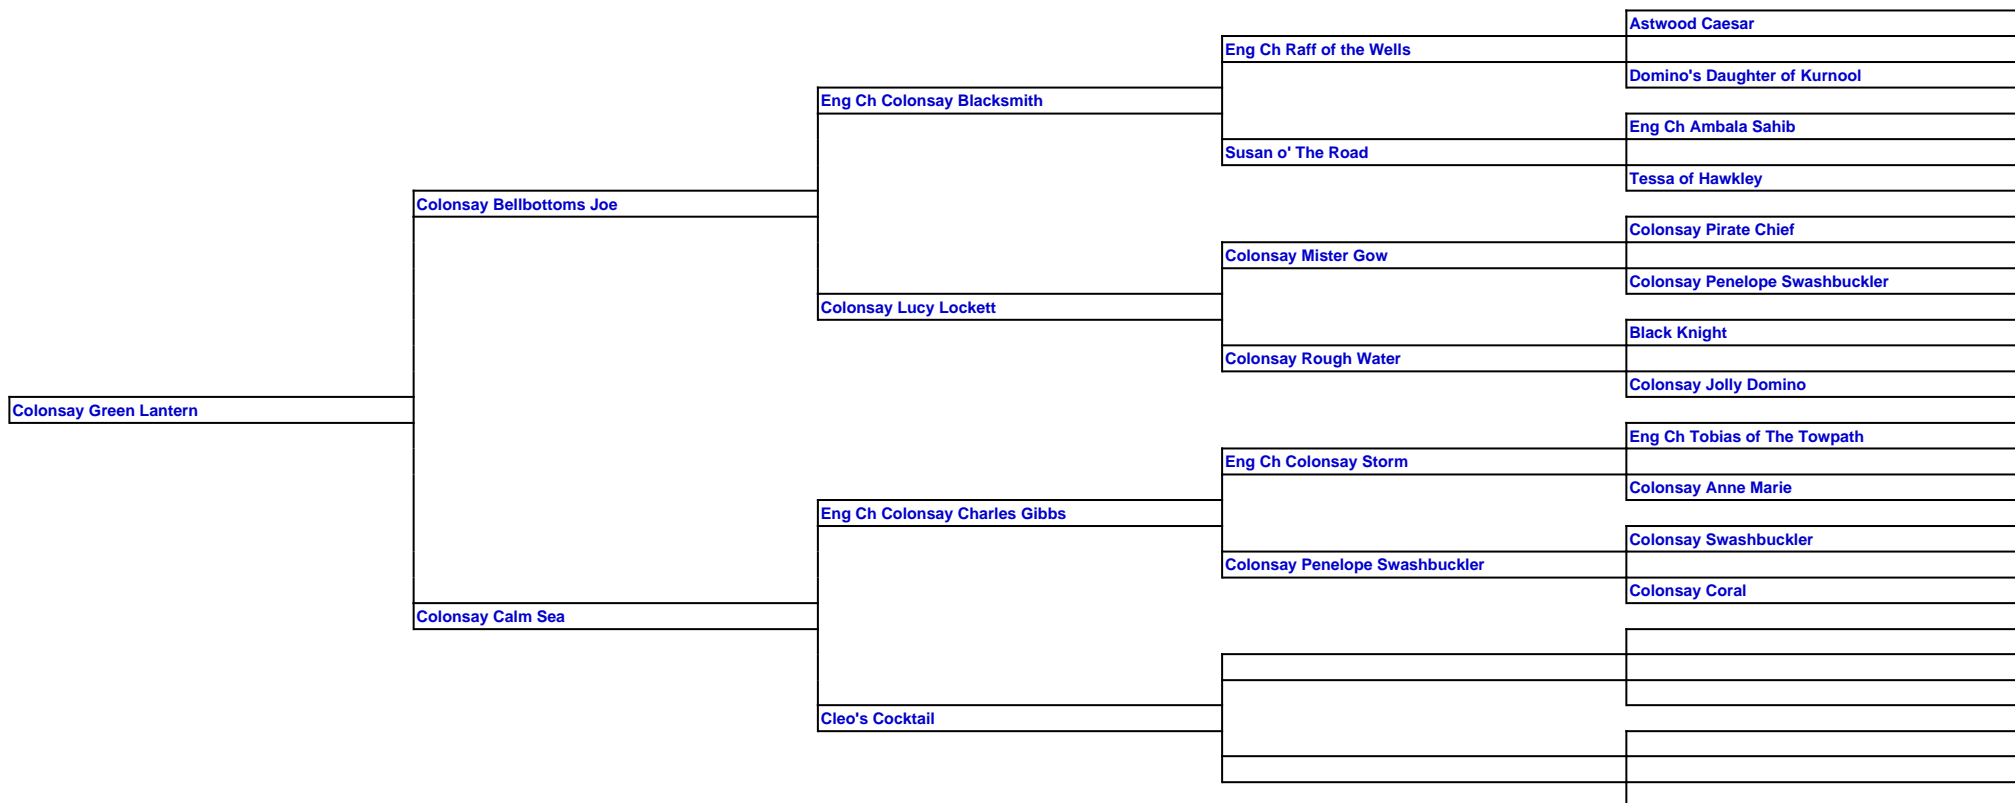 Astwood Caesar
Eng Ch Raff of the Wells
Domino's Daughter of Kurnool
Eng Ch Colonsay Blacksmith
Eng Ch Ambala Sahib
Susan o' The Road
Tessa of Hawkley
Colonsay Bellbottoms Joe
Colonsay Pirate Chief
Colonsay Mister Gow
Colonsay Penelope Swashbuckler
Colonsay Lucy Lockett
Black Knight
Colonsay Rough Water
Colonsay Jolly Domino
Colonsay Green Lantern
Eng Ch Tobias of The Towpath
Eng Ch Colonsay Storm
Colonsay Anne Marie
Eng Ch Colonsay Charles Gibbs
Colonsay Swashbuckler
Colonsay Penelope Swashbuckler
Colonsay Coral
Colonsay Calm Sea
Cleo's Cocktail